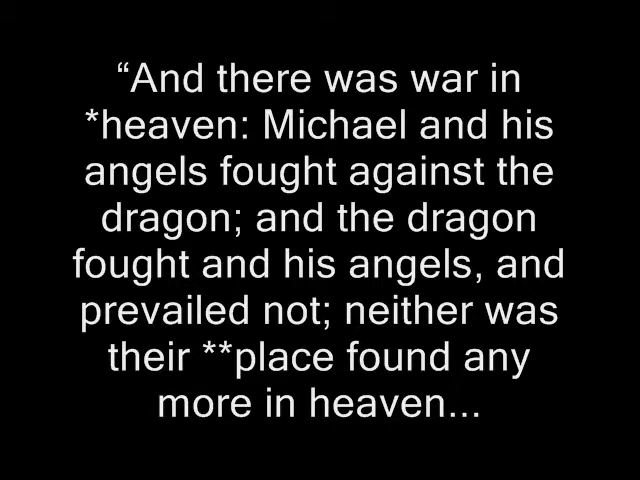 “And there was war in
*heaven: Michael and his
angels fought against the
dragon; and the dragon
fought and his angels, and
prevailed not; neither was
their **place found any
more in heaven...